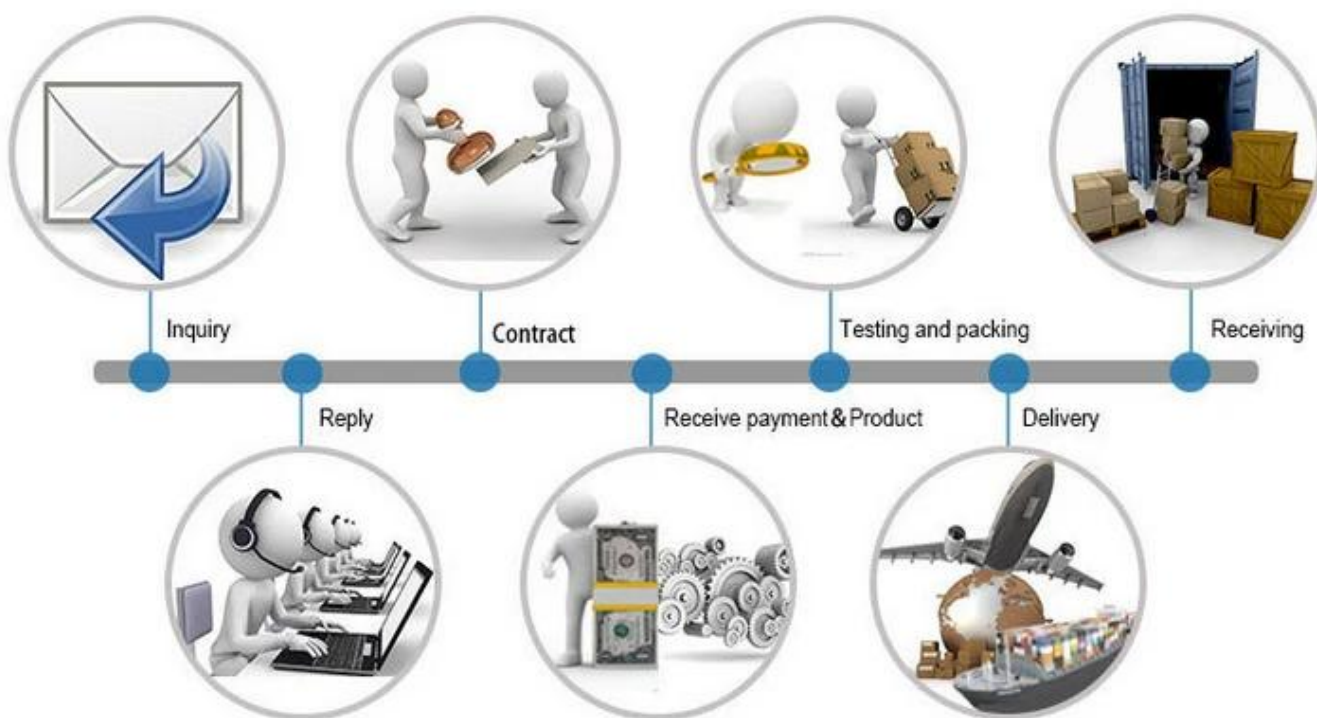 Inquiry
Reply
Contract
Receive payment&Product
Testing and packing
Delivery
Receiving